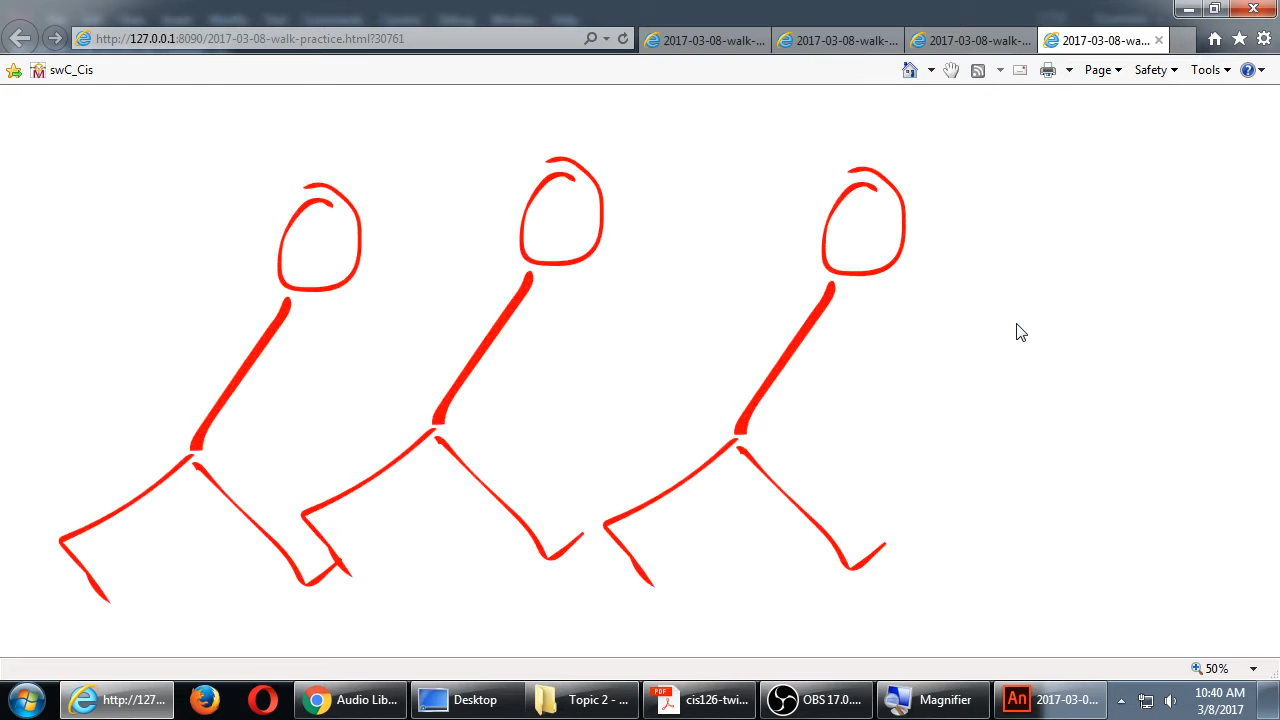 http://127.0.0.1:8090/2017-03-08-walk-practice.html?30761
2017-03-08-walk-...
2017-03-08-walk-...
2017-03-08-walk-...
2017-03-08-wa...
swC_Cis
Page
Safety
Tools
50%
http://127....
Audio Lib...
Desktop
Topic 2 - ...
PDF
cis126-twi...
OBS 17.0....
Magnifier
An
2017-03-0...
10:40 AM
3/8/2017